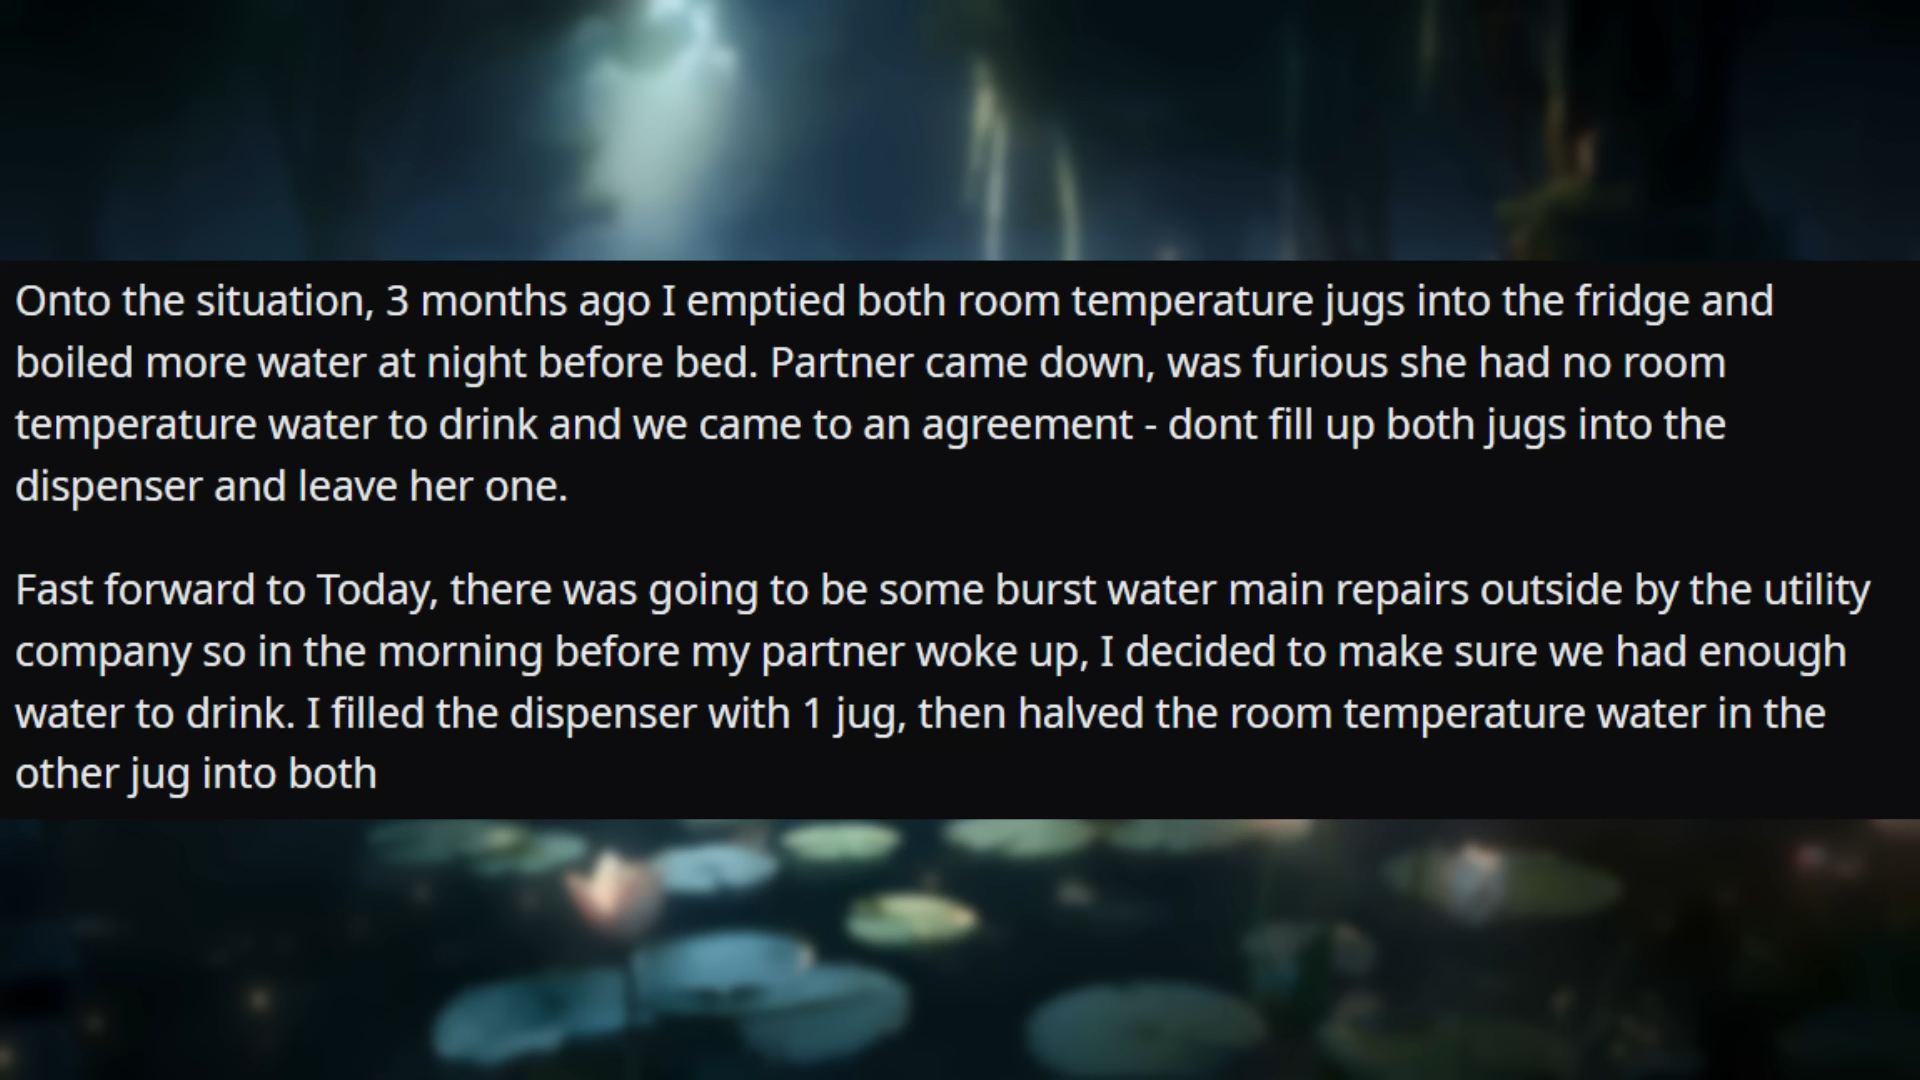 Onto the situation, 3 months ago I emptied both room temperature jugs into the fridge and
boiled more water at night before bed. Partner came down, was furious she had no room
temperature water to drink and we came to an agreement - dont fill up both jugs into the
dispenser and leave her one.
Fast forward to Today, there was going to be some burst water main repairs outside by the utility
company so in the morning before my partner woke up, I decided to make sure we had enough
water to drink. I filled the dispenser with 1 jug, then halved the room temperature water in the
other jug into both